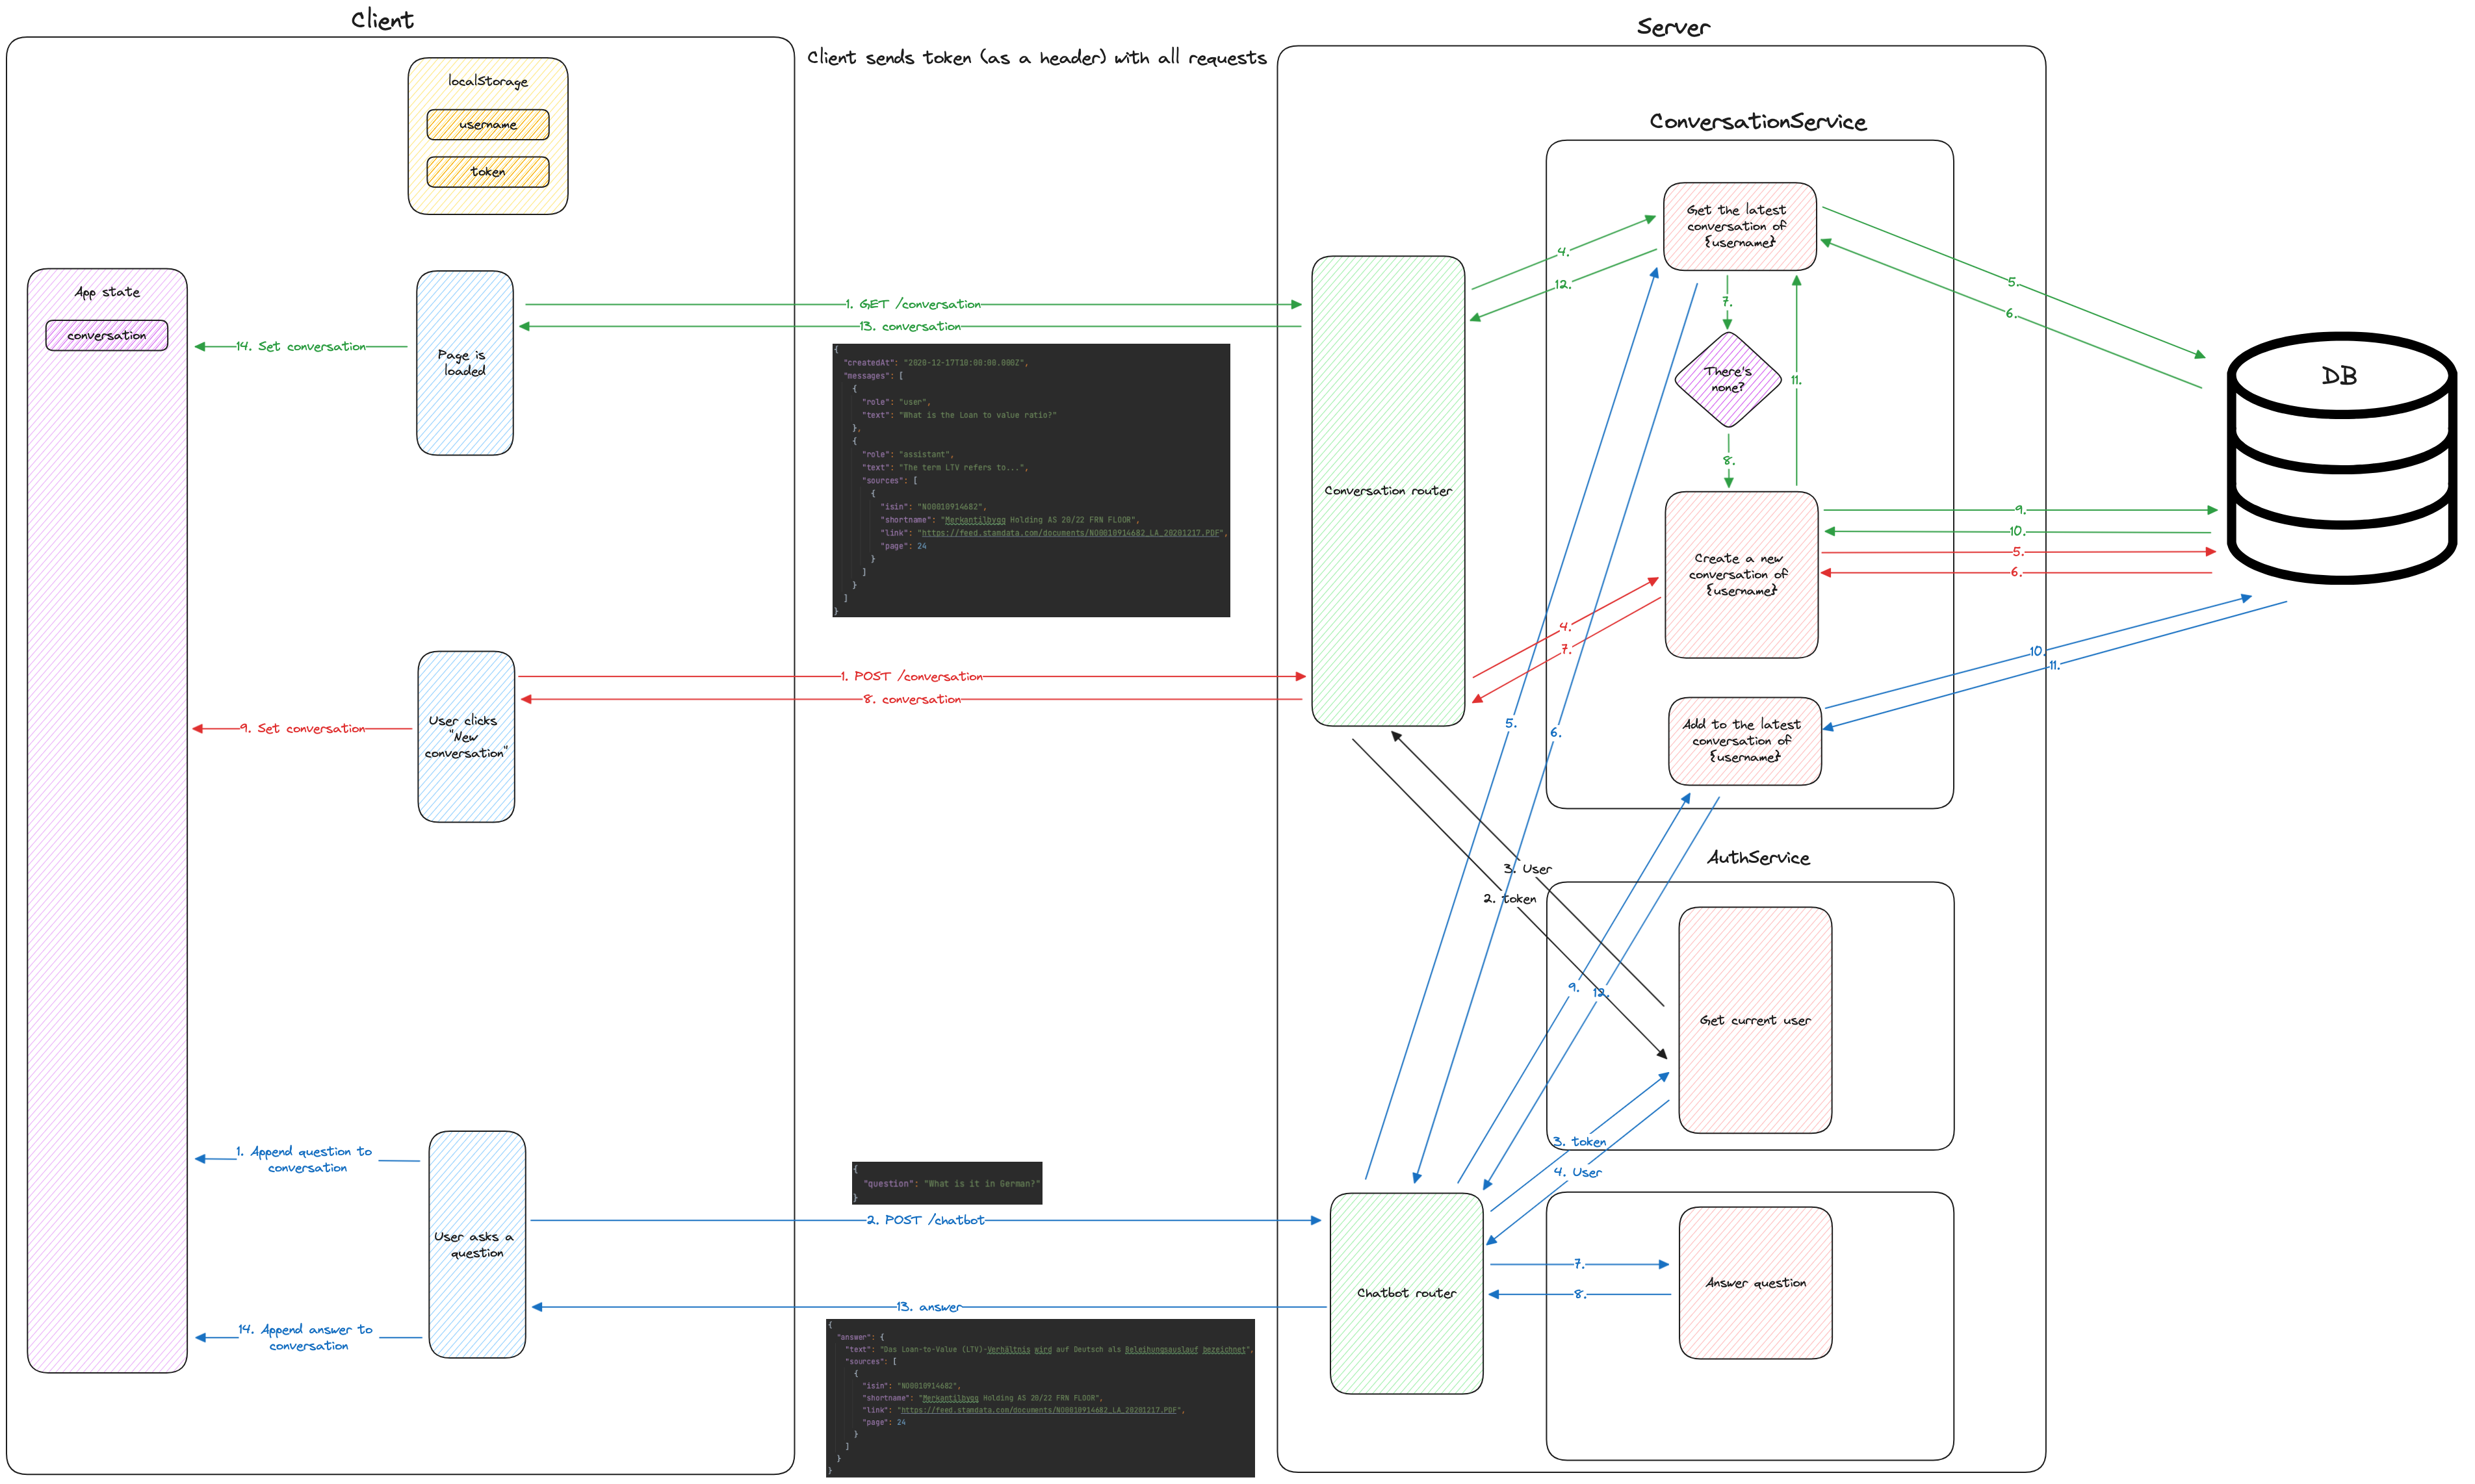 Client
Server
Client sends token (as a header) with all requests
localStorage
username
token
App state
conversation
Page is
loaded
14. Set conversation
1. GET /conversation
13. conversation
{
"createdAt": "2020-12-17T10:00:00.000Z",
"messages": [
{
"role": "user",
"text": "What is the Loan to value ratio?"
},
{
"role": "assistant",
"text": "The term LTV refers to...",
"sources": [
{
"isin": "NO0010914682",
"shortname": "Merkantilbygg Holding AS 20/22 FRN FLOOR",
"link": "https://feed.stamdata.com/documents/NO0010914682_LA_20201217.PDF",
"page": 24
}
]
}
]
}
User clicks
"New
conversation"
9. Set conversation
1. POST /conversation
8. conversation
User asks a
question
1. Append question to
conversation
14. Append answer to
conversation
{
"question": "What is it in German?"
}
2. POST /chatbot
13. answer
{
"answer": {
"text": "Das Loan-to-Value (LTV)-Verhältnis wird auf Deutsch als Beleihungsauslauf bezeichnet",
"sources": [
{
"isin": "NO0010914682",
"shortname": "Merkantilbygg Holding AS 20/22 FRN FLOOR",
"link": "https://feed.stamdata.com/documents/NO0010914682_LA_20201217.PDF",
"page": 24
}
]
}
}
Conversation router
ConversationService
Get the latest
conversation of
{username}
4.
12.
7.
There's
none?
8.
11.
5.
6.
Create a new
conversation of
{username}
9.
10.
5.
6.
4.
7.
Add to the latest
conversation of
{username}
10.
11.
5.
6.
DB
AuthService
3. User
2. token
Get current user
9.
12.
3. token
4. User
Chatbot router
7.
8.
Answer question